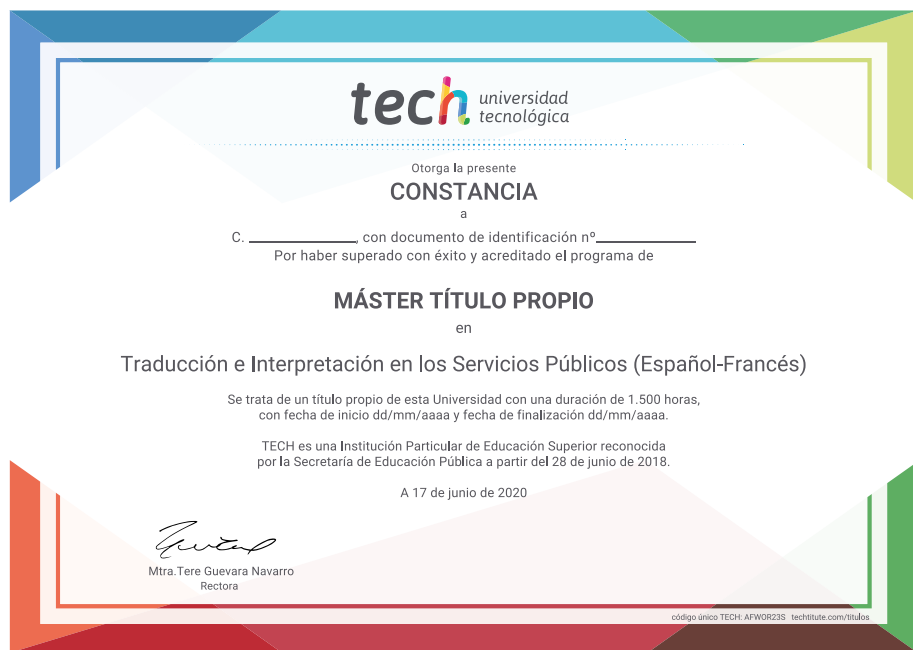 tech universidad
tecnológica
Otorga la presente
CONSTANCIA
a
C. ____________, con documento de identificación nº____________
Por haber superado con éxito y acreditado el programa de
MÁSTER TÍTULO PROPIO
en
Traducción e Interpretación en los Servicios Públicos (Español-Francés)
Se trata de un título propio de esta Universidad con una duración de 1.500 horas,
con fecha de inicio dd/mm/aaaa y fecha de finalización dd/mm/aaaa.
TECH es una Institución Particular de Educación Superior reconocida
por la Secretaría de Educación Pública a partir del 28 de junio de 2018.
A 17 de junio de 2020
Mtra.Tere Guevara Navarro
Rectora
código único TECH: AFWOR23S techtitute.com/titulos